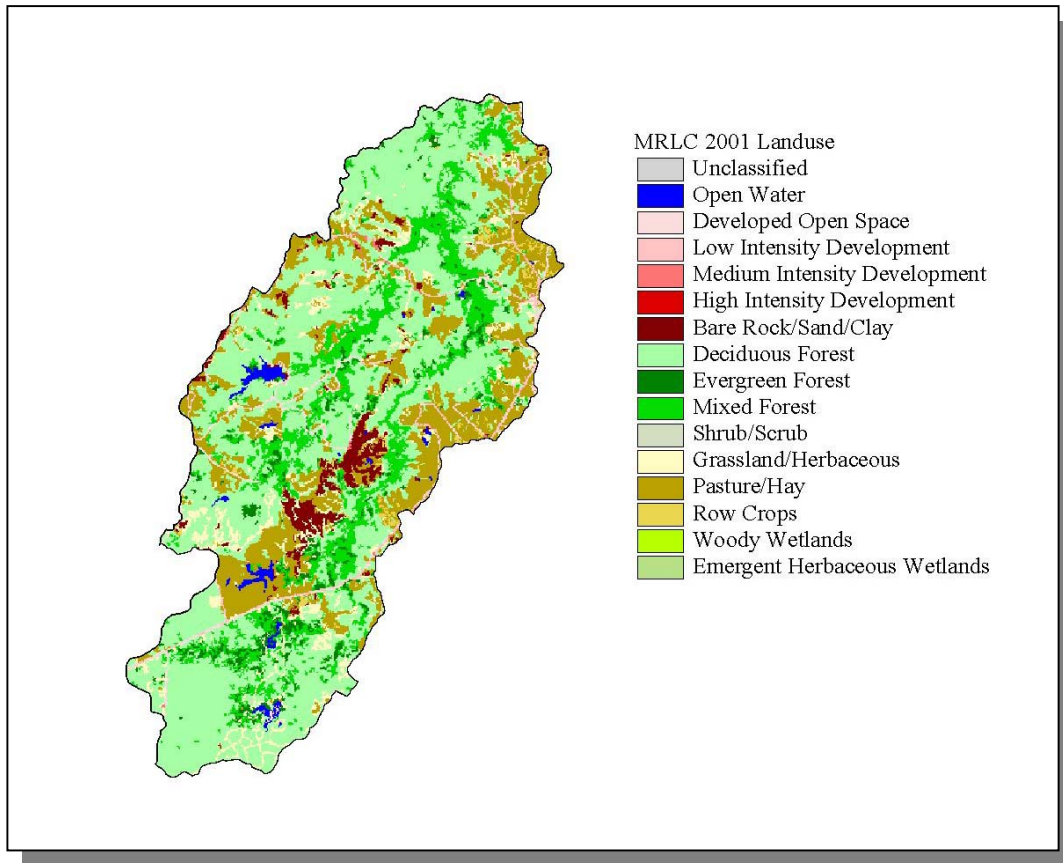 MRLC 2001 Landuse
Unclassified
Open Water
Developed Open Space
Low Intensity Development
Medium Intensity Development
High Intensity Development
Bare Rock/Sand/Clay
Deciduous Forest
Evergreen Forest
Mixed Forest
Shrub/Scrub
Grassland/Herbaceous
Pasture/Hay
Row Crops
Woody Wetlands
Emergent Herbaceous Wetlands